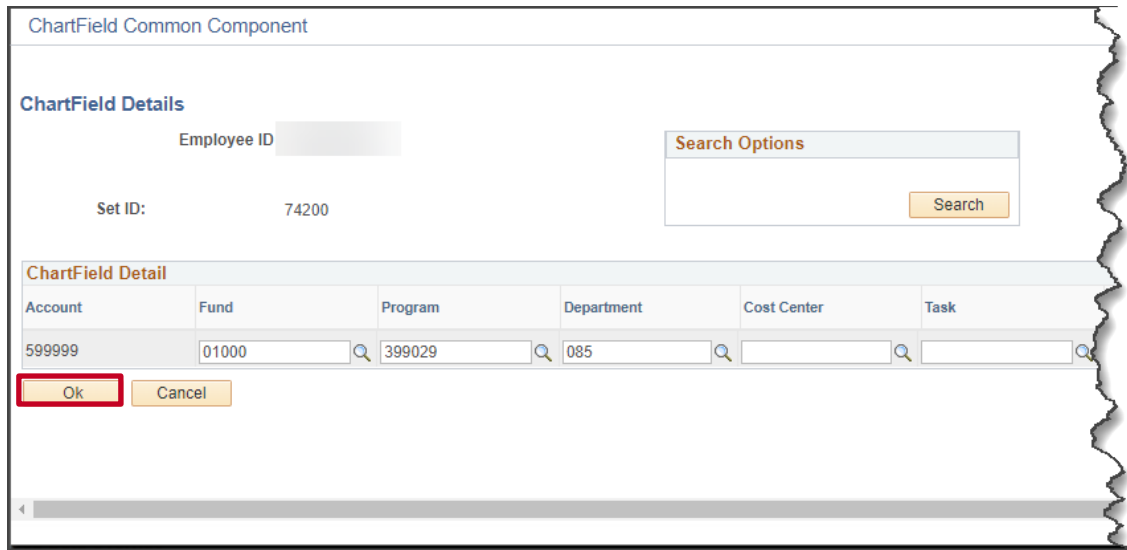 ChartField Common Component
ChartField Details
Employee ID
Search Options
Set ID: 74200
Search
ChartField Detail
Account Fund Program Department Cost Center Task
599999 01000 399029 085
Ok Cancel